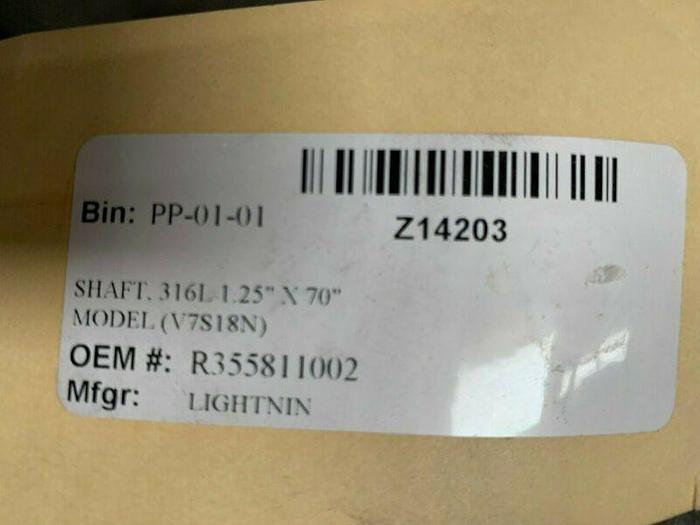 Bin: PP-01-01
Z14203
SHAFT, 316L 1.25" X 70"
MODEL (V7S18N)
OEM #: R355811002
Mfgr: LIGHTNIN